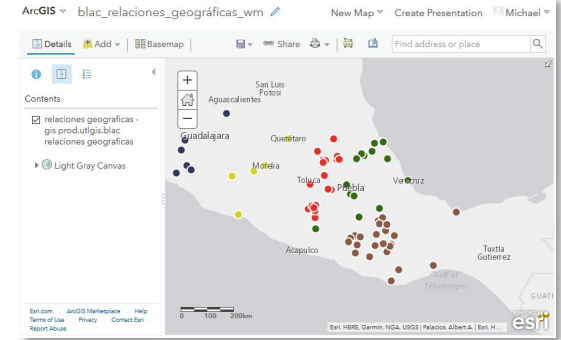 ArcGIS ▾ blac_relaciones_geográficas_wm New Map ▾ Create Presentation Michael ▾
Details Add ▾ Basemap Share Find address or place
Contents
relaciones geograficas -
gis prod.utlgis.blac
relaciones geograficas
Light Gray Canvas
San Luis
Potosi
Aguascalientes
Guadalajara
Querétaro
Morelia
Toluca
Puebla
Veracruz
Acapulco
Tuxtla
Gutierrez
Gulf of
Tehuantepec
GUATE
0 100 200km
Esri.com ArcGIS Marketplace Help
Terms of Use Privacy Contact Esri
Report Abuse
Esri, HERE, Garmin, NGA, USGS | Palacios, Albert A. | Esri, H...
esri